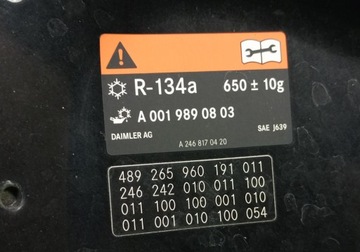 R-134a 650 ± 10g
A 001 989 08 03
DAIMLER AG SAE J639
A 246 817 04 20
489 265 960 191 011
246 242 010 011 100
011 100 100 001 010
011 001 010 100 054